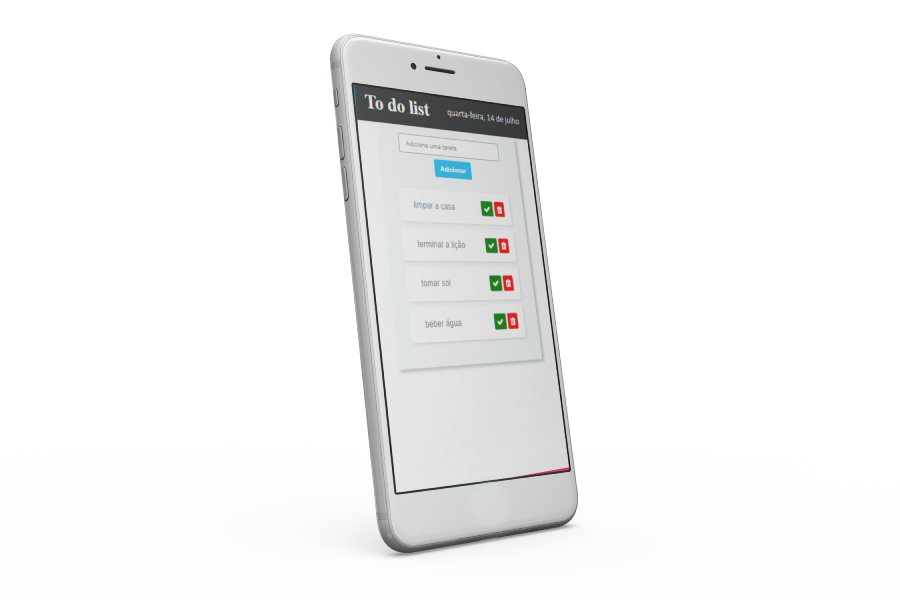 To do list
quarta-feira, 14 de julho
Adicione uma tarefa
Adicionar
limpar a casa
terminar a lição
tomar sol
beber água